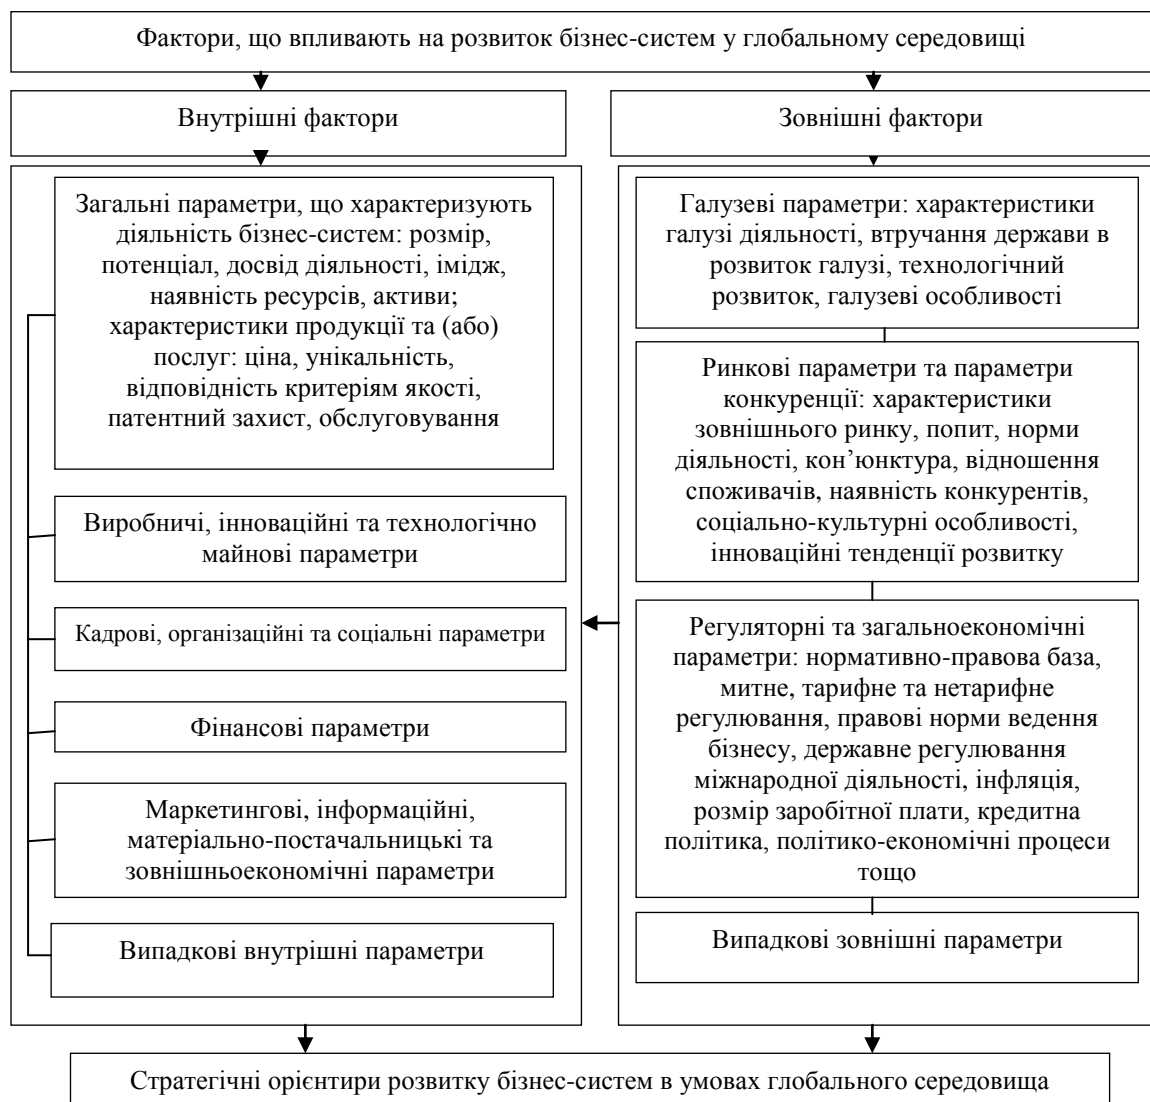 Фактори, що впливають на розвиток бізнес-систем у глобальному середовищі
Внутрішні фактори
Зовнішні фактори
Загальні параметри, що характеризують
діяльність бізнес-систем: розмір,
потенціал, досвід діяльності, імідж,
наявність ресурсів, активи;
характеристики продукції та (або)
послуг: ціна, унікальність,
відповідність критеріям якості,
патентний захист, обслуговування
Виробничі, інноваційні та технологічно
майнові параметри
Кадрові, організаційні та соціальні параметри
Фінансові параметри
Маркетингові, інформаційні,
матеріально-постачальницькі та
зовнішньоекономічні параметри
Випадкові внутрішні параметри
Галузеві параметри: характеристики
галузі діяльності, втручання держави в
розвиток галузі, технологічний
розвиток, галузеві особливості
Ринкові параметри та параметри
конкуренції: характеристики
зовнішнього ринку, попит, норми
діяльності, кон’юнктура, відношення
споживачів, наявність конкурентів,
соціально-культурні особливості,
інноваційні тенденції розвитку
Регуляторні та загальноекономічні
параметри: нормативно-правова база,
митне, тарифне та нетарифне
регулювання, правові норми ведення
бізнесу, державне регулювання
міжнародної діяльності, інфляція,
розмір заробітної плати, кредитна
політика, політико-економічні процеси
тощо
Випадкові зовнішні параметри
Стратегічні орієнтири розвитку бізнес-систем в умовах глобального середовища